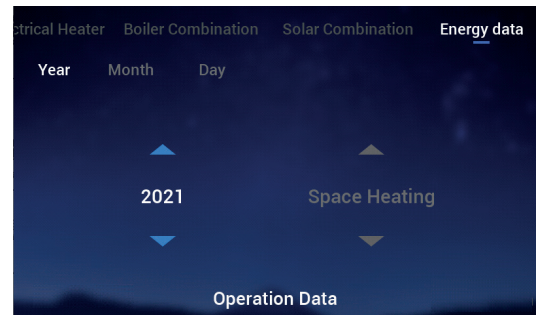 ctrical Heater Boiler Combination Solar Combination Energy data
Year Month Day
2021 Space Heating
Operation Data